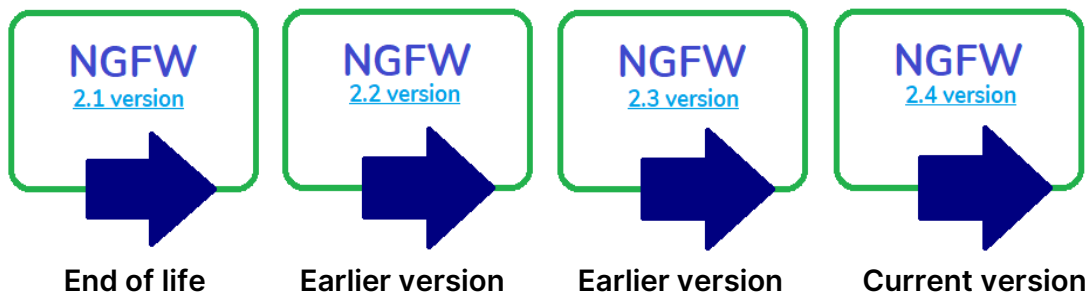 NGFW
2.1 version
End of life
NGFW
2.2 version
Earlier version
NGFW
2.3 version
Earlier version
NGFW
2.4 version
Current version